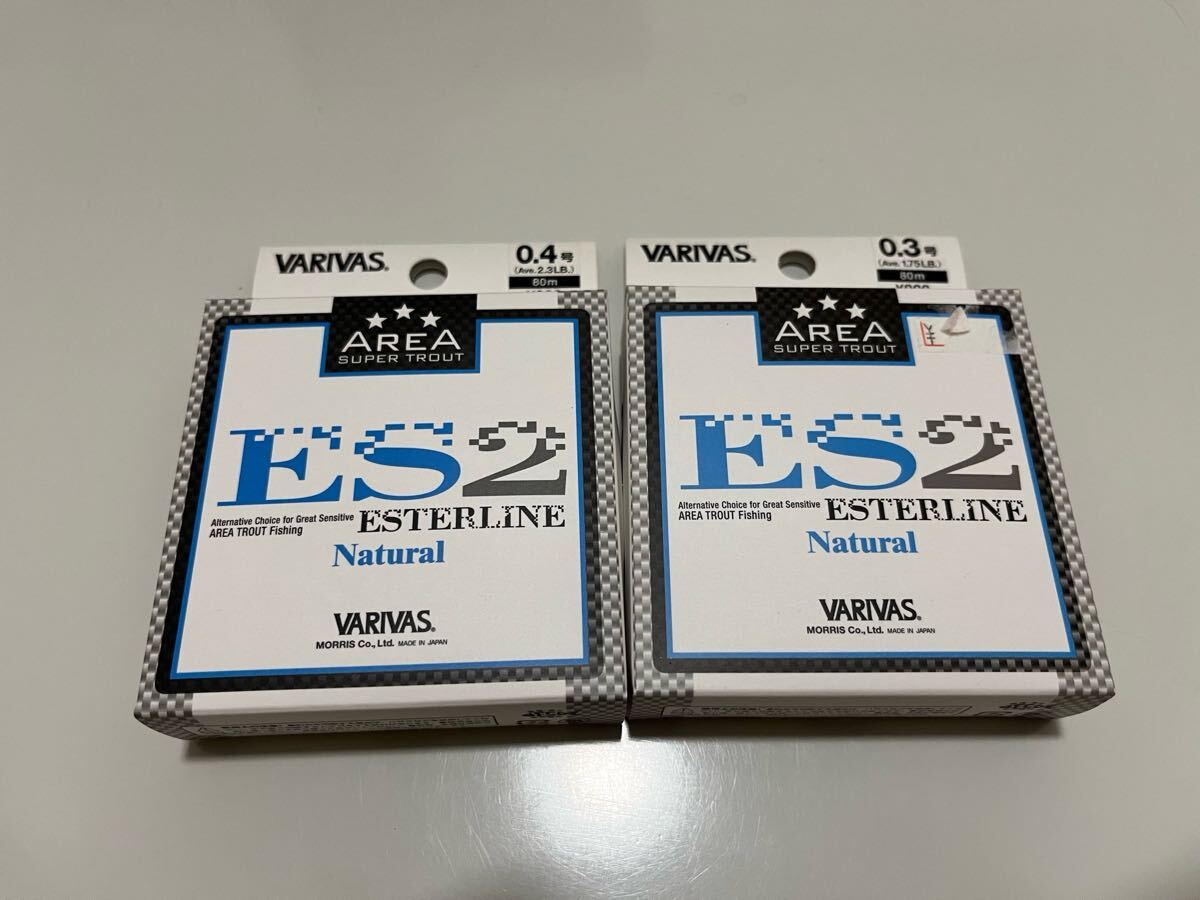 VARIVAS®
0.4号
(Ave. 2.3LB.)
80m
AREA
SUPER TROUT
ES2
Alternative Choice for Great Sensitive
AREA TROUT Fishing
ESTERLINE
Natural
VARIVAS®
MORRIS Co., Ltd. MADE IN JAPAN
VARIVAS®
0.3号
(Ave. 1.75LB.)
80m
AREA
SUPER TROUT
ES2
Alternative Choice for Great Sensitive
AREA TROUT Fishing
ESTERLINE
Natural
VARIVAS®
MORRIS Co., Ltd. MADE IN JAPAN